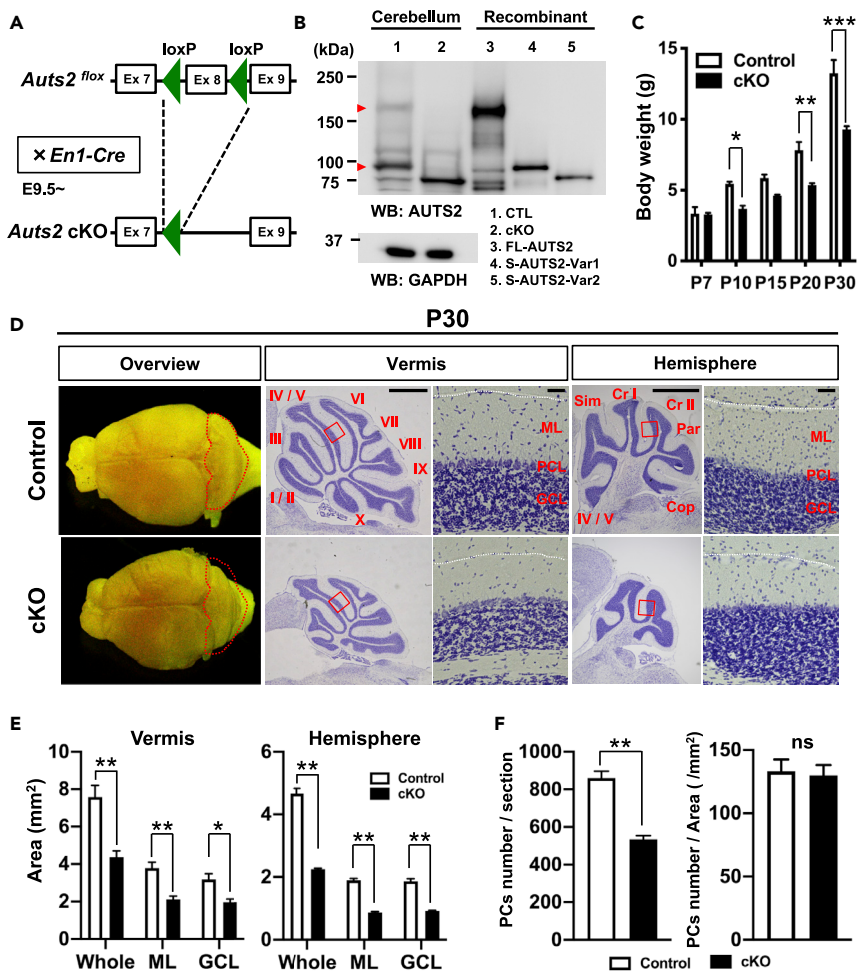 A
loxP loxP
Auts2 flox Ex 7 Ex 8 Ex 9
× En1-Cre
E9.5~
Auts2 cKO Ex 7 Ex 9
B
Cerebellum Recombinant
(kDa) 1 2 3 4 5
250
150
100
75
WB: AUTS2
37
WB: GAPDH
1. CTL
2. cKO
3. FL-AUTS2
4. S-AUTS2-Var1
5. S-AUTS2-Var2
C
Body weight (g)
15
10
5
0
Control
cKO
* ** ***
P7 P10 P15 P20 P30
D
P30
Overview Vermis Hemisphere
Control
IV / V VI VII VIII IX X I / II III
ML
PCL
GCL
Sim Cr I Cr II Par Cop IV / V
ML
PCL
GCL
cKO
E
Vermis
Area (mm²)
8
6
4
2
0
** ** *
Whole ML GCL
Hemisphere
6
4
2
0
Control
cKO
** ** **
Whole ML GCL
F
PCs number / section
1000
800
600
400
200
0
**
PCs number / Area ( /mm²)
150
100
50
0
ns
Control cKO